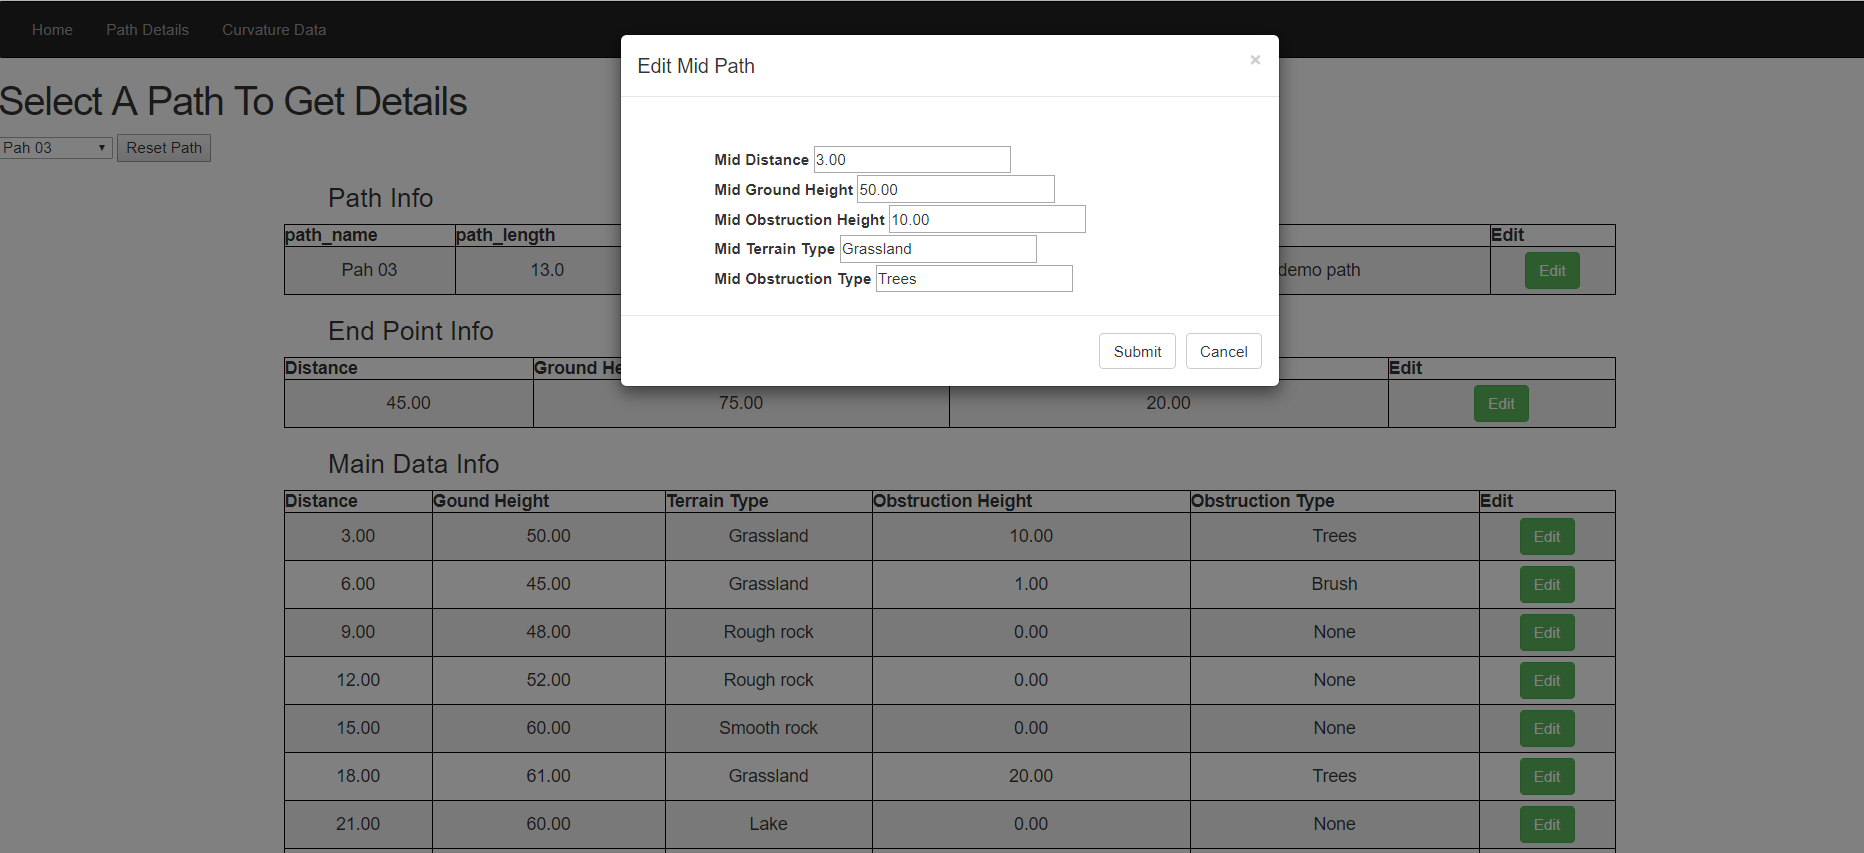 Home Path Details Curvature Data
Edit Mid Path ×
Select A Path To Get Details
Pah 03 Reset Path
Mid Distance 3.00
Mid Ground Height 50.00
Mid Obstruction Height 10.00
Mid Terrain Type Grassland
Mid Obstruction Type Trees
Submit Cancel
Path Info
path_name path_length Edit
Pah 03 13.0 demo path Edit
End Point Info
Distance Ground He Edit
45.00 75.00 20.00 Edit
Main Data Info
Distance Gound Height Terrain Type Obstruction Height Obstruction Type Edit
3.00 50.00 Grassland 10.00 Trees Edit
6.00 45.00 Grassland 1.00 Brush Edit
9.00 48.00 Rough rock 0.00 None Edit
12.00 52.00 Rough rock 0.00 None Edit
15.00 60.00 Smooth rock 0.00 None Edit
18.00 61.00 Grassland 20.00 Trees Edit
21.00 60.00 Lake 0.00 None Edit